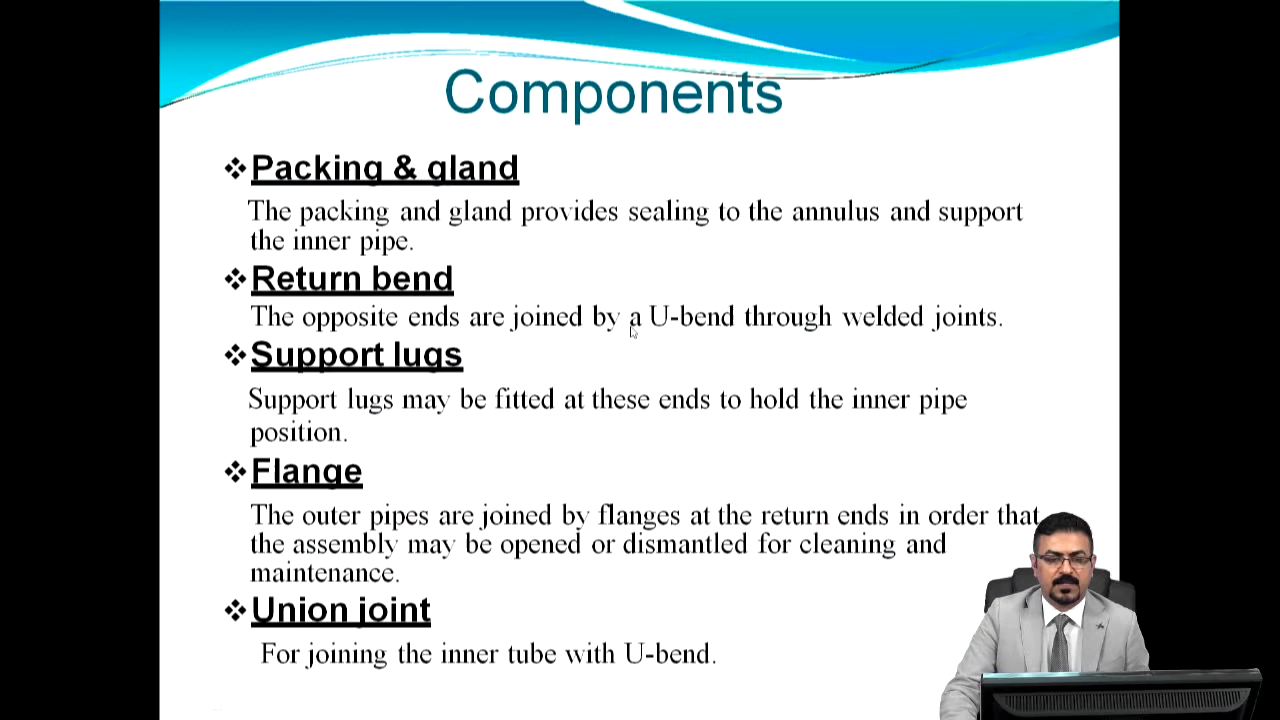 Components
Packing & gland
The packing and gland provides sealing to the annulus and support
the inner pipe.
Return bend
The opposite ends are joined by a U-bend through welded joints.
Support lugs
Support lugs may be fitted at these ends to hold the inner pipe
position.
Flange
The outer pipes are joined by flanges at the return ends in order that
the assembly may be opened or dismantled for cleaning and
maintenance.
Union joint
For joining the inner tube with U-bend.